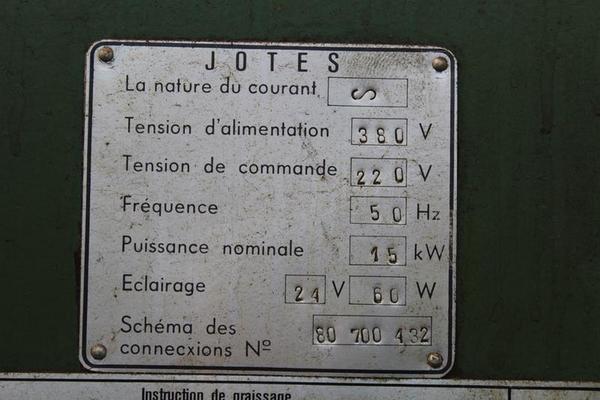 JOTES
La nature du courant ∽
Tension d'alimentation 380 V
Tension de commande 220 V
Fréquence 50 Hz
Puissance nominale 15 kW
Eclairage 24 V 60 W
Schéma des
connecxions Nº 80 700 432
Instruction de graissage